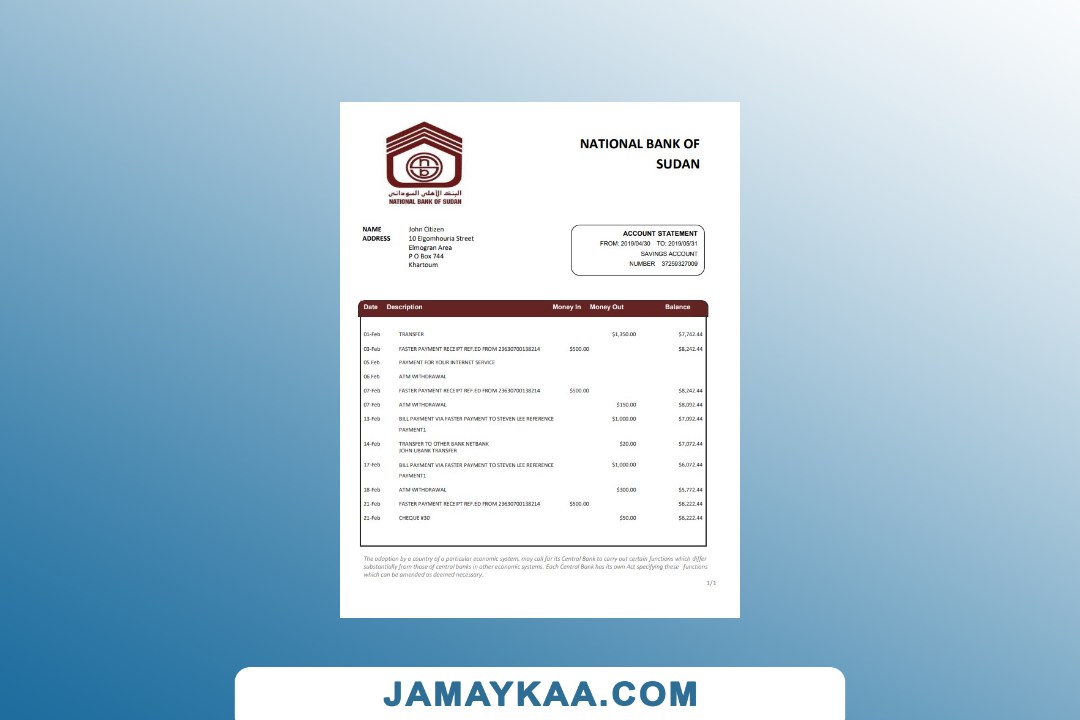 البنك الأهلي السوداني
NATIONAL BANK OF SUDAN
NATIONAL BANK OF
SUDAN
NAME John Citizen
ADDRESS 10 Elgomhouria Street
Elmogran Area
P O Box 744
Khartoum
ACCOUNT STATEMENT
FROM: 2019/04/30 TO: 2019/05/31
SAVINGS ACCOUNT
NUMBER 37259327009
Date Description Money In Money Out Balance
01-Feb TRANSFER $1,350.00 $7,742.44
03-Feb FASTER PAYMENT RECEIPT REF.ED FROM 23630700138214 $500.00 $8,242.44
05-Feb PAYMENT FOR YOUR INTERNET SERVICE
06-Feb ATM WITHDRAWAL
07-Feb FASTER PAYMENT RECEIPT REF.ED FROM 23630700138214 $500.00 $8,242.44
07-Feb ATM WITHDRAWAL $150.00 $8,092.44
13-Feb BILL PAYMENT VIA FASTER PAYMENT TO STEVEN LEE REFERENCE $1,000.00 $7,092.44
PAYMENT1
14-Feb TRANSFER TO OTHER BANK NETBANK $20.00 $7,072.44
JOHN UBANK TRANSFER
17-Feb BILL PAYMENT VIA FASTER PAYMENT TO STEVEN LEE REFERENCE $1,000.00 $6,072.44
PAYMENT1
18-Feb ATM WITHDRAWAL $300.00 $5,772.44
21-Feb FASTER PAYMENT RECEIPT REF.ED FROM 23630700138214 $500.00 $6,222.44
21-Feb CHEQUE #30 $50.00 $6,222.44
The adoption by a country of a particular economic system, may call for its Central Bank to carry out certain functions which differ
substantially from those of central banks in other economic systems. Each Central Bank has its own Act specifying these functions
which can be amended as deemed necessary.
1/1
JAMAYKAA.COM